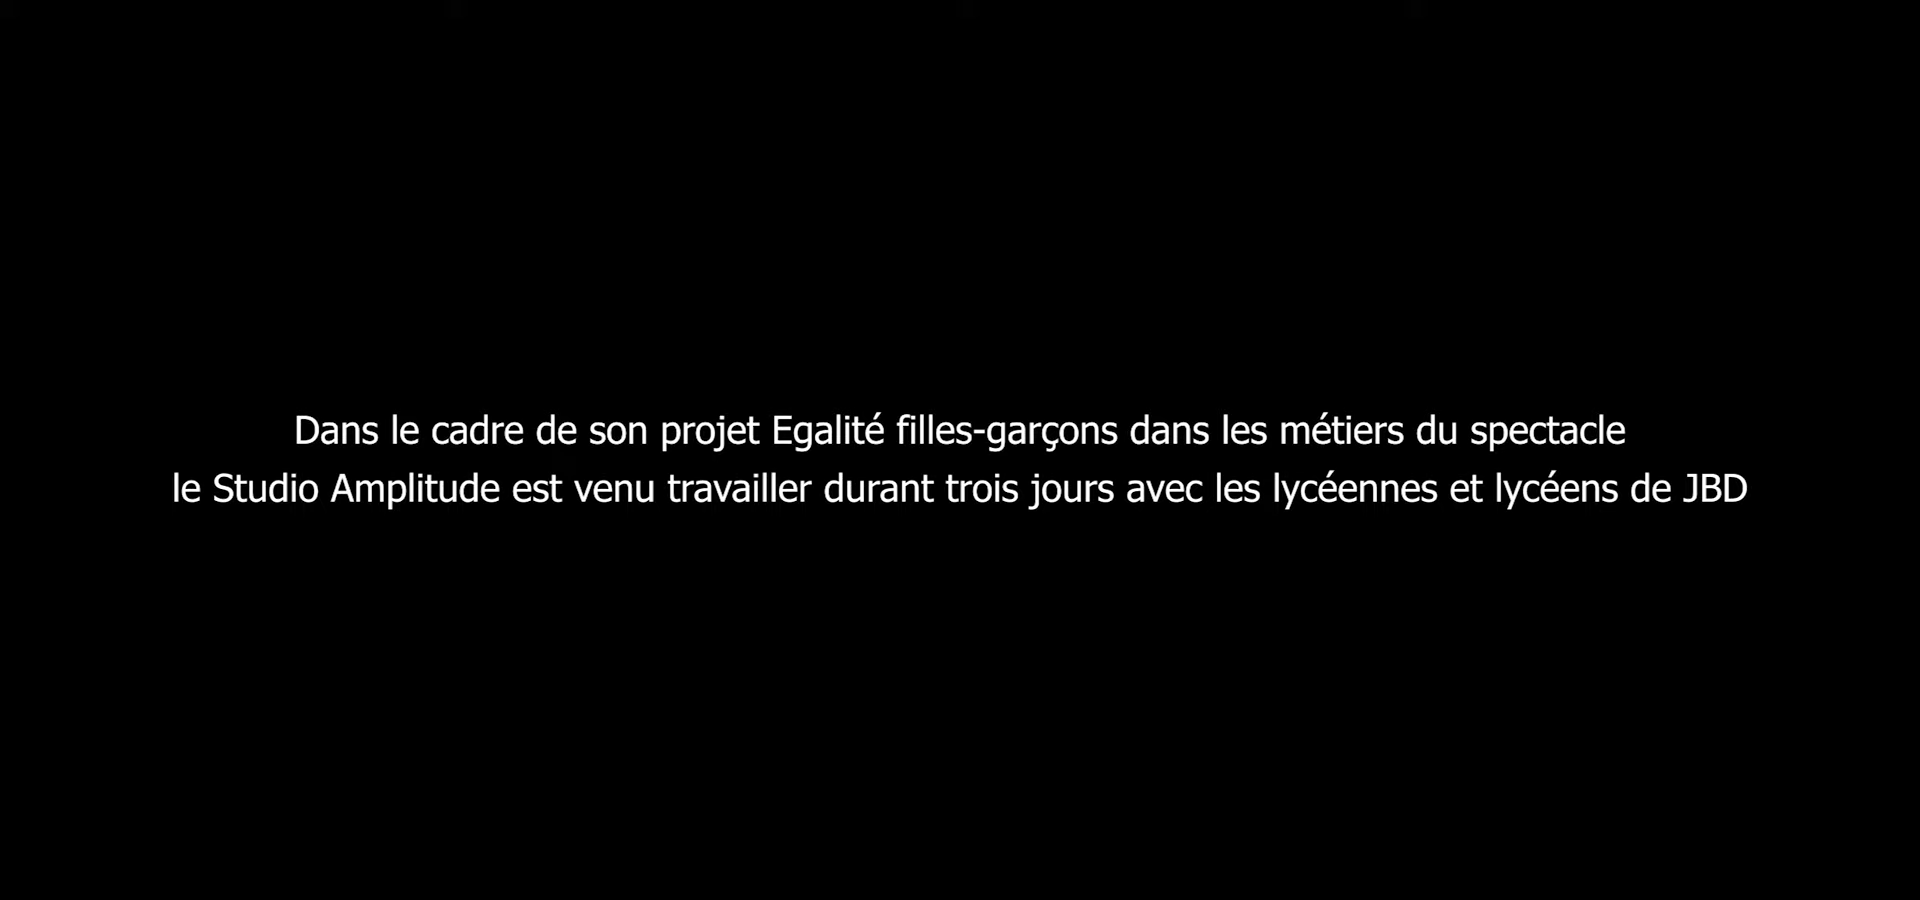 Dans le cadre de son projet Egalité filles-garçons dans les métiers du spectacle
le Studio Amplitude est venu travailler durant trois jours avec les lycéennes et lycéens de JBD